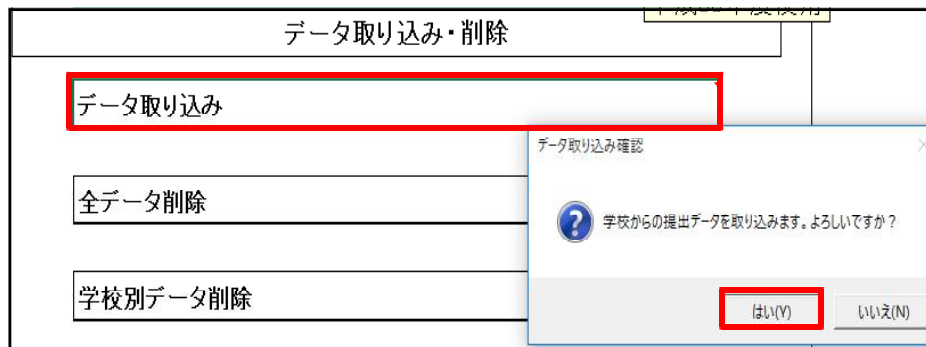 データ取り込み・削除
データ取り込み
データ取り込み確認
全データ削除
学校からの提出データを取り込みます。よろしいですか？
学校別データ削除
はい(Y)
いいえ(N)